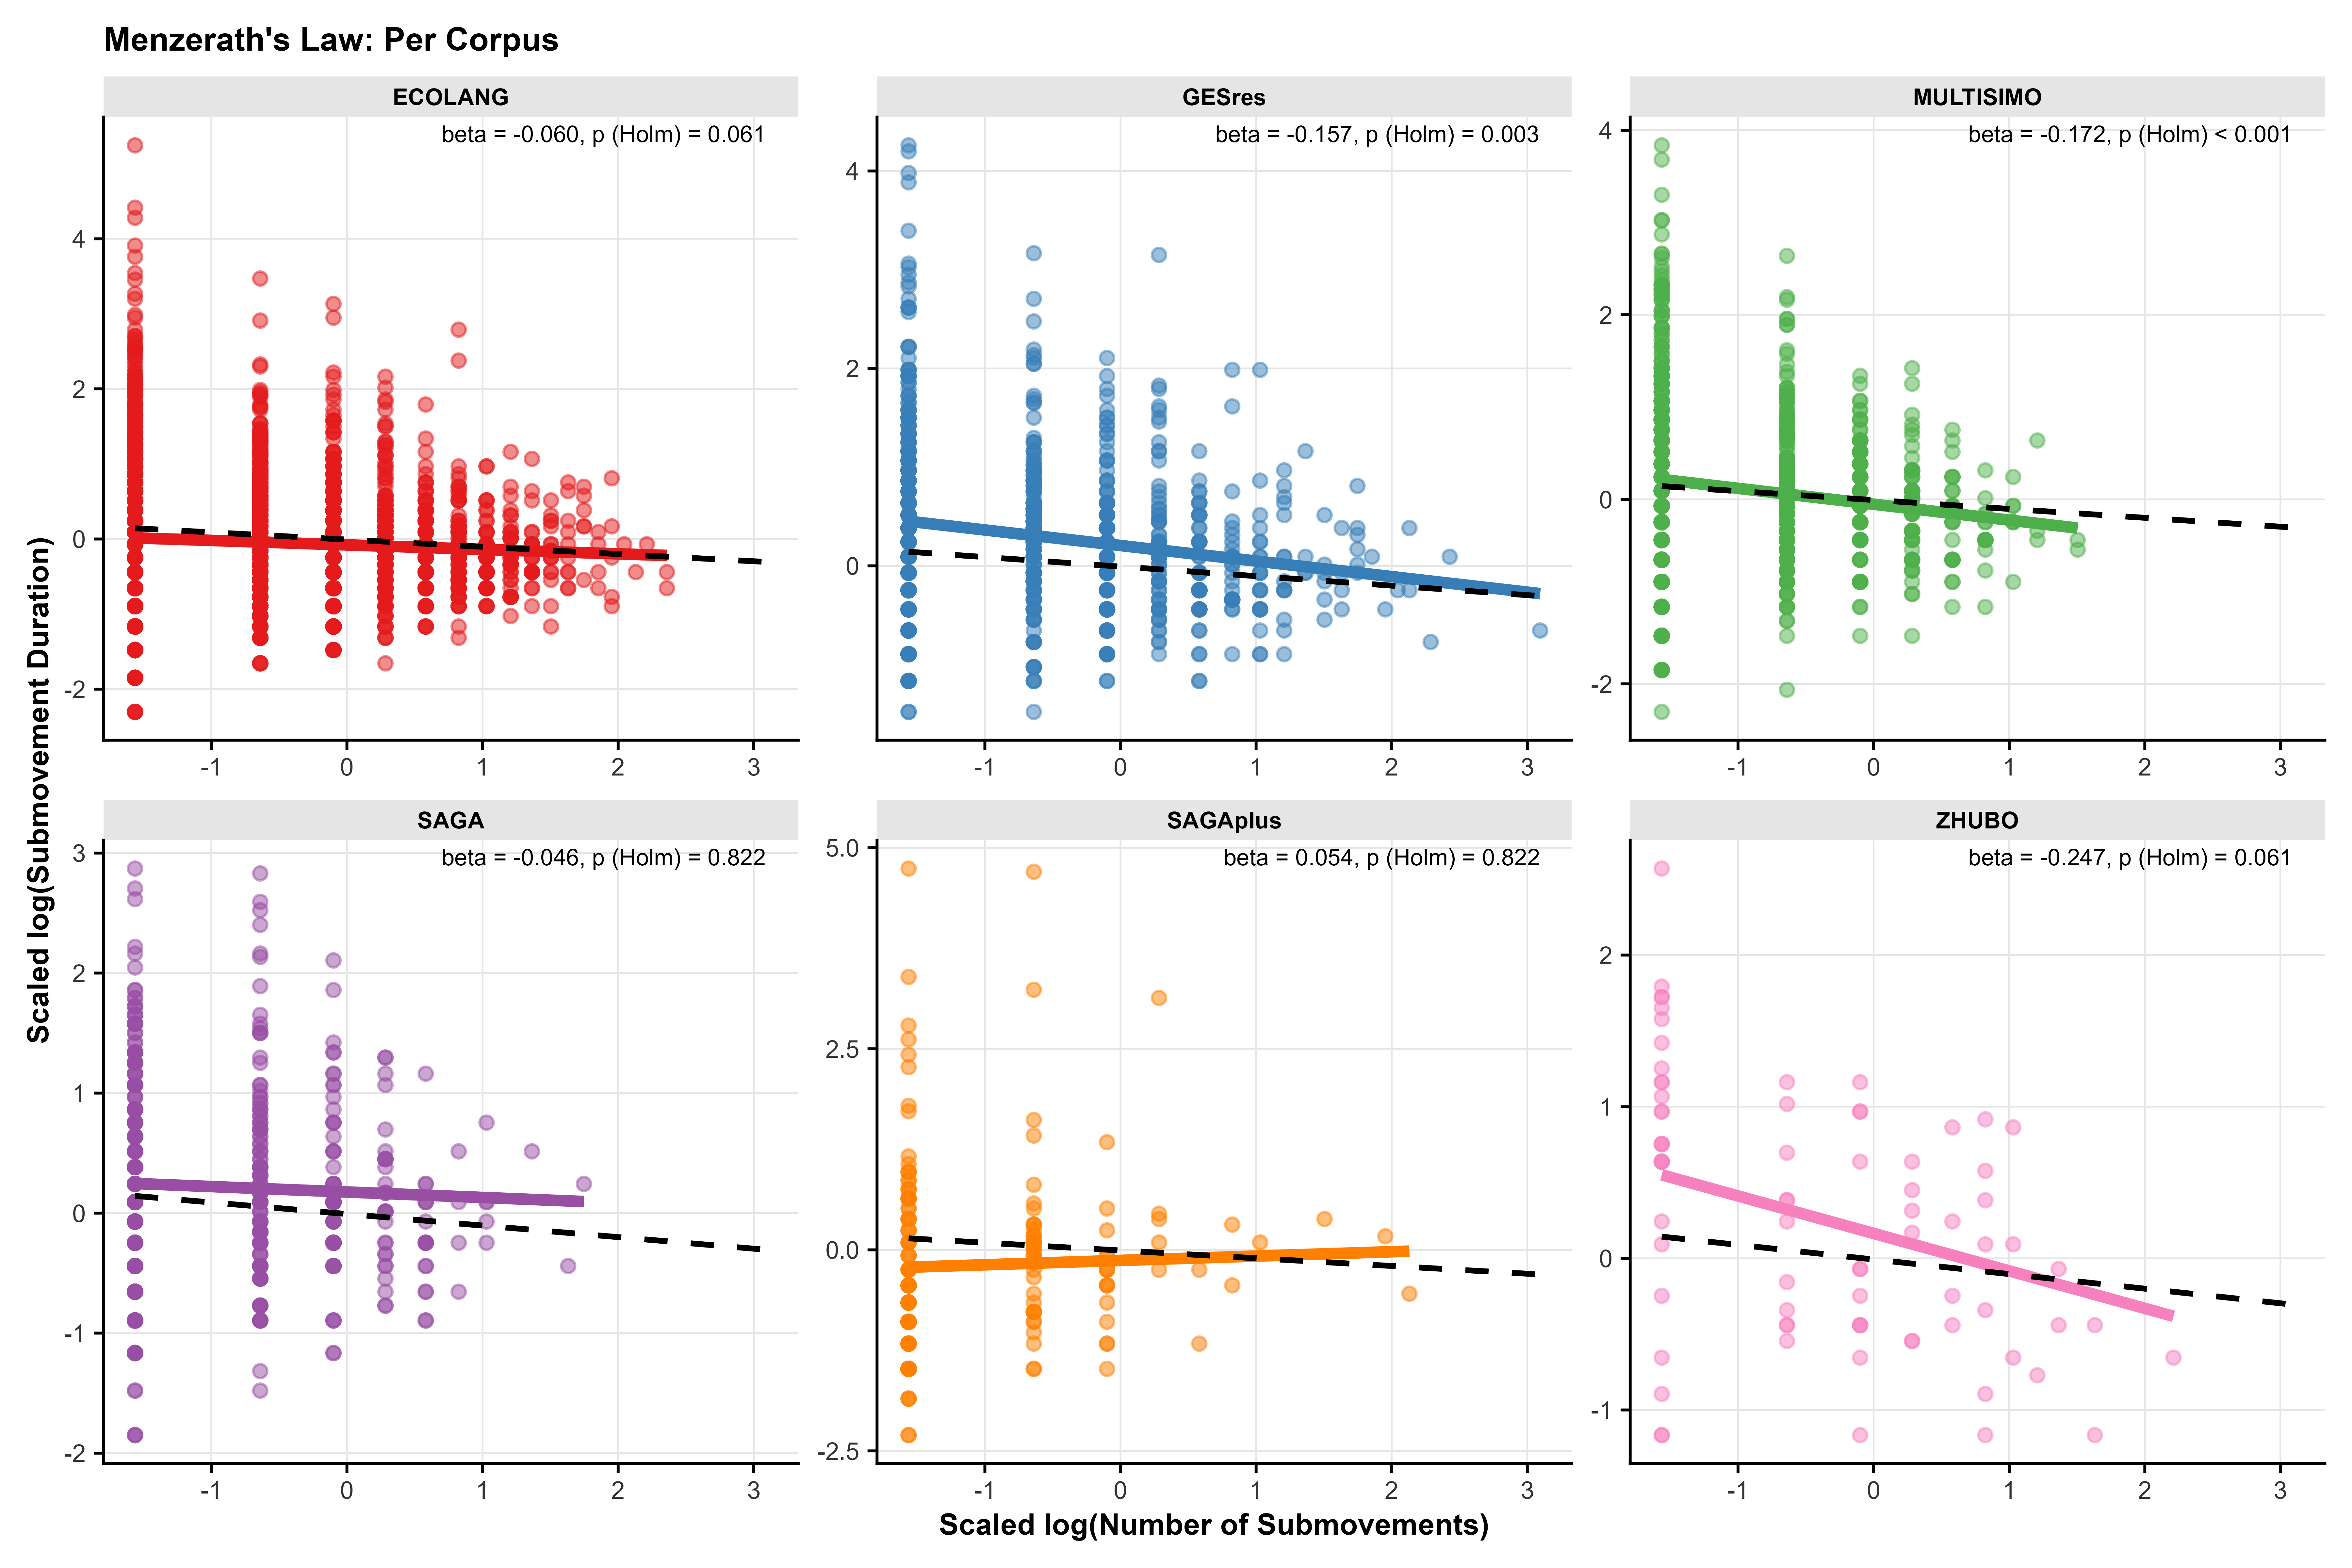 Menzerath's Law: Per Corpus
ECOLANG
GESres
MULTISIMO
beta = -0.060, p (Holm) = 0.061
beta = -0.157, p (Holm) = 0.003
beta = -0.172, p (Holm) < 0.001
4
2
0
-2
4
2
0
4
2
0
-2
-1 0 1 2 3
-1 0 1 2 3
-1 0 1 2 3
SAGA
SAGAplus
ZHUBO
beta = -0.046, p (Holm) = 0.822
beta = 0.054, p (Holm) = 0.822
beta = -0.247, p (Holm) = 0.061
3
2
1
0
-1
-2
5.0
2.5
0.0
-2.5
2
1
0
-1
-1 0 1 2 3
-1 0 1 2 3
-1 0 1 2 3
Scaled log(Submovement Duration)
Scaled log(Number of Submovements)